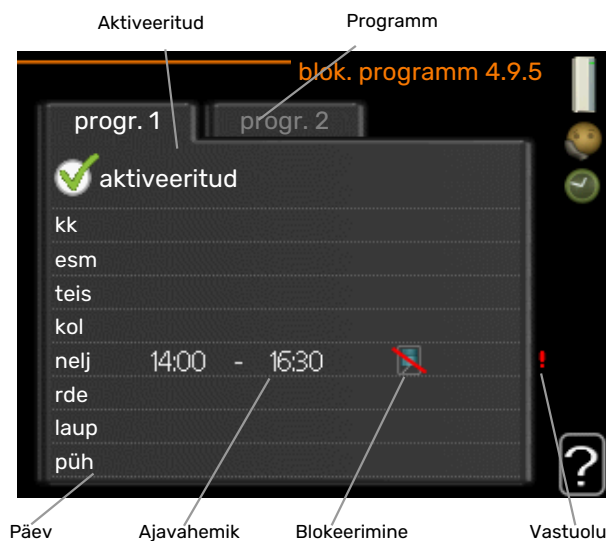 Aktiveeritud Programm
blok. programm 4.9.5
progr. 1 progr. 2
aktiveeritud
kk
esm
teis
kol
nelj 14:00 - 16:30 !
rde
laup
püh
?
Päev Ajavahemik Blokeerimine Vastuolu